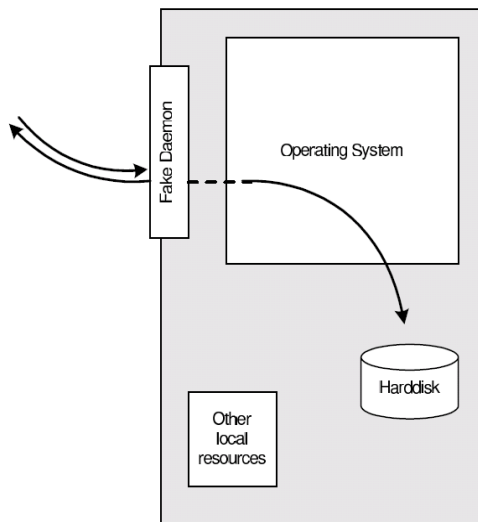 Fake Daemon
Operating System
Harddisk
Other
local
resources